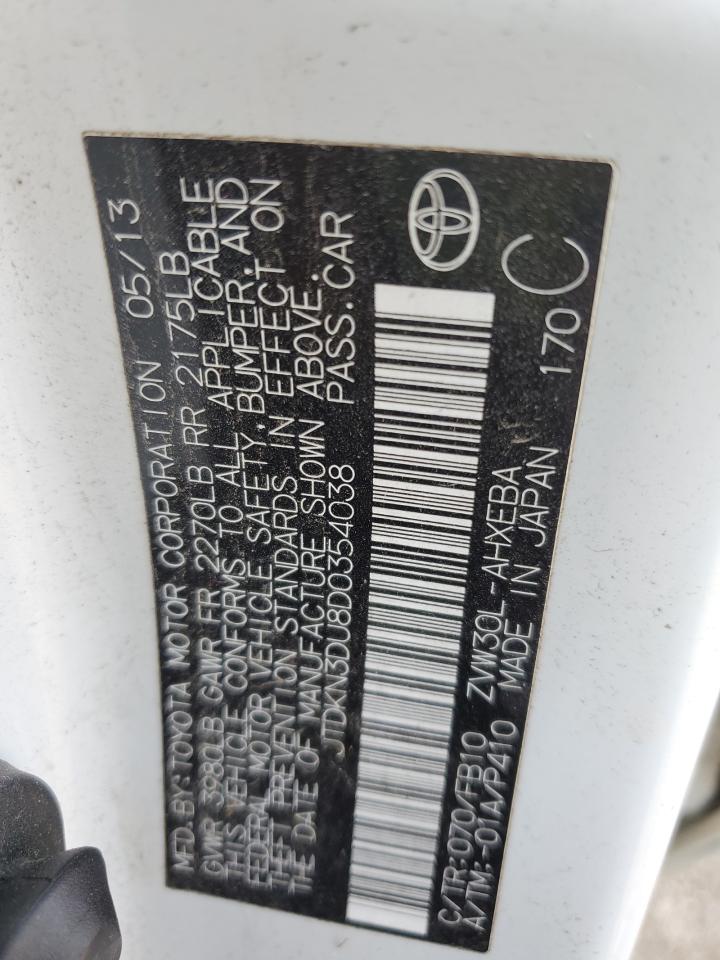 MFD. BY: TOYOTA MOTOR CORPORATION 05/13
GVWR 3980LB GAWR FR 2270LB RR 2175LB
THIS VEHICLE CONFORMS TO ALL APPLICABLE
FEDERAL MOTOR VEHICLE SAFETY, BUMPER, AND
THEFT PREVENTION STANDARDS IN EFFECT ON
THE DATE OF MANUFACTURE SHOWN ABOVE.
JTDKN3DU8D0354038 PASS.CAR
C/TR:070/FB10 ZVW30L-AHXEBA
A/TM:-01A/P410 MADE IN JAPAN
170 C